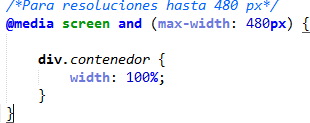 /*Para resoluciones hasta 480 px*/
@media screen and (max-width: 480px) {
div.contenedor {
width: 100%;
}
}